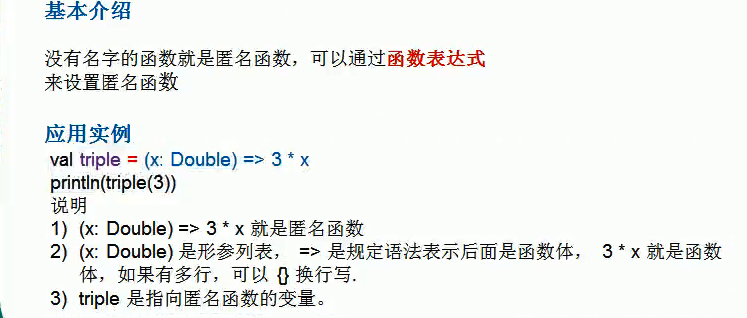 基本介绍
没有名字的函数就是匿名函数，可以通过函数表达式
来设置匿名函数
应用实例
val triple = (x: Double) => 3 * x
println(triple(3))
说明
1) (x: Double) => 3 * x 就是匿名函数
2) (x: Double) 是形参列表， => 是规定语法表示后面是函数体， 3 * x 就是函数
体，如果有多行，可以 {} 换行写.
3) triple 是指向匿名函数的变量。